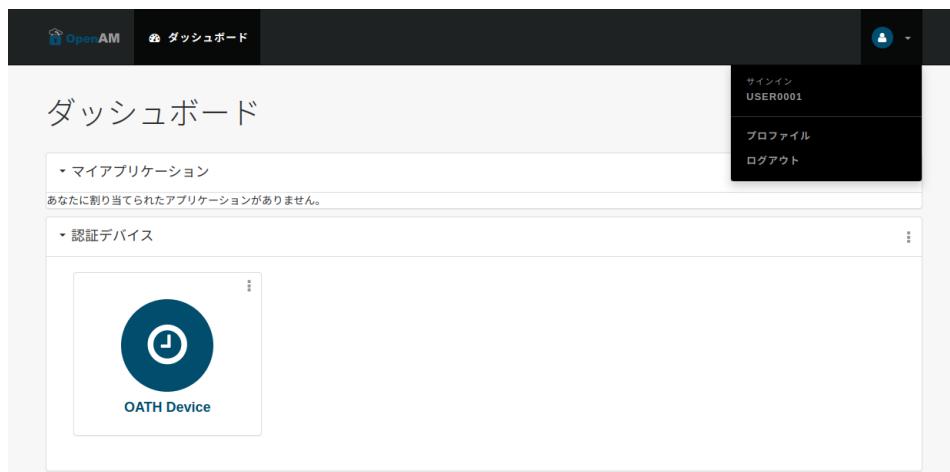 OpenAM
ダッシュボード
サインイン
USER0001
プロファイル
ログアウト
ダッシュボード
マイアプリケーション
あなたに割り当てられたアプリケーションがありません。
認証デバイス
OATH Device